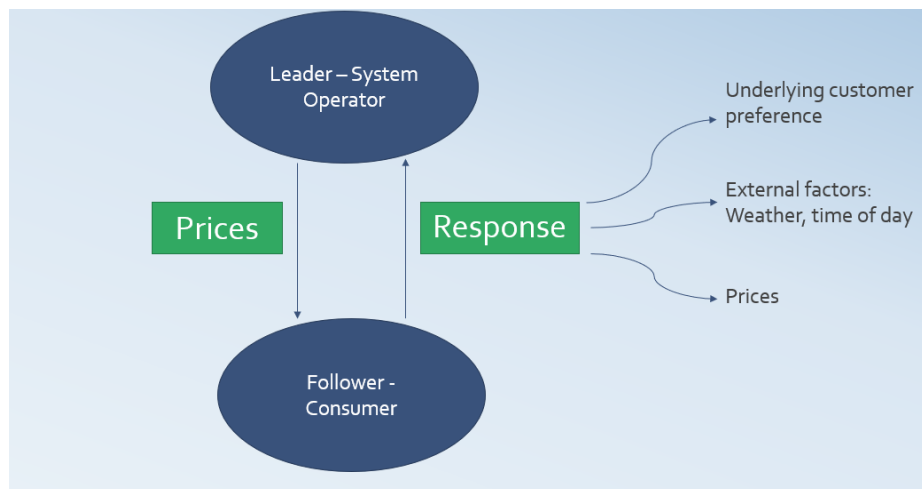 Leader – System
Operator
Prices
Response
Underlying customer
preference
External factors:
Weather, time of day
Prices
Follower -
Consumer